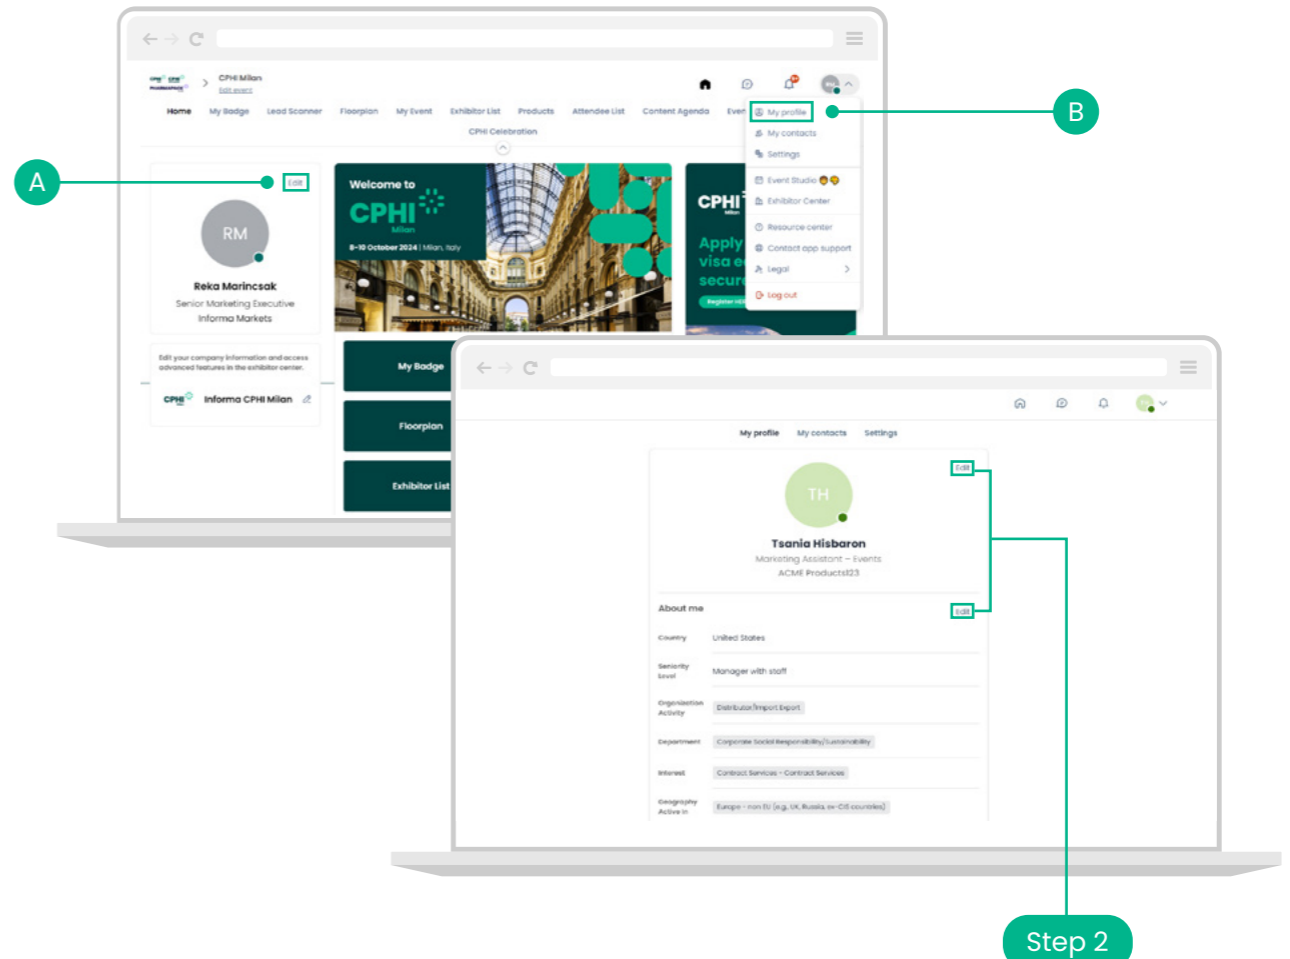 CPHI Milan
Edit event
Home My Badge Lead Scanner Floorplan My Event Exhibitor List Products Attendee List Content Agenda Even
CPHI Celebration
My profile
My contacts
Settings
Event Studio
Exhibitor Center
Resource center
Contact app support
Legal
Log out
B
A
Edit
RM
Reka Marincsak
Senior Marketing Executive
Informa Markets
Welcome to
CPHI
Milan
8-10 October 2024 | Milan, Italy
CPHI
Milan
Apply
visa
secure
Register
Edit your company information and access
advanced features in the exhibitor center.
CPHI
Informa CPHI Milan
My Badge
Floorplan
Exhibitor List
My profile My contacts Settings
Edit
TH
Tsania Hisbaron
Marketing Assistant – Events
ACME Products123
About me
Edit
Country United States
Seniority
Level
Manager with staff
Organization
Activity
Distributor/Import Export
Department Corporate Social Responsibility/Sustainability
Interest Contract Services - Contract Services
Geography
Active in
Europe - non EU (e.g. UK, Russia, ex-CIS countries)
Step 2